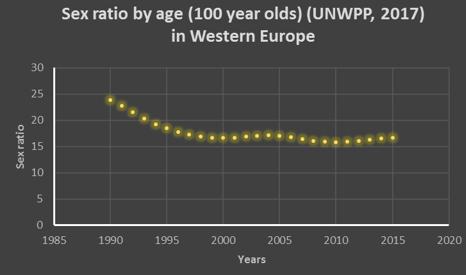 Sex ratio by age (100 year olds) (UNWPP, 2017)
in Western Europe
Sex ratio
30
25
20
15
10
5
0
1985 1990 1995 2000 2005 2010 2015 2020
Years